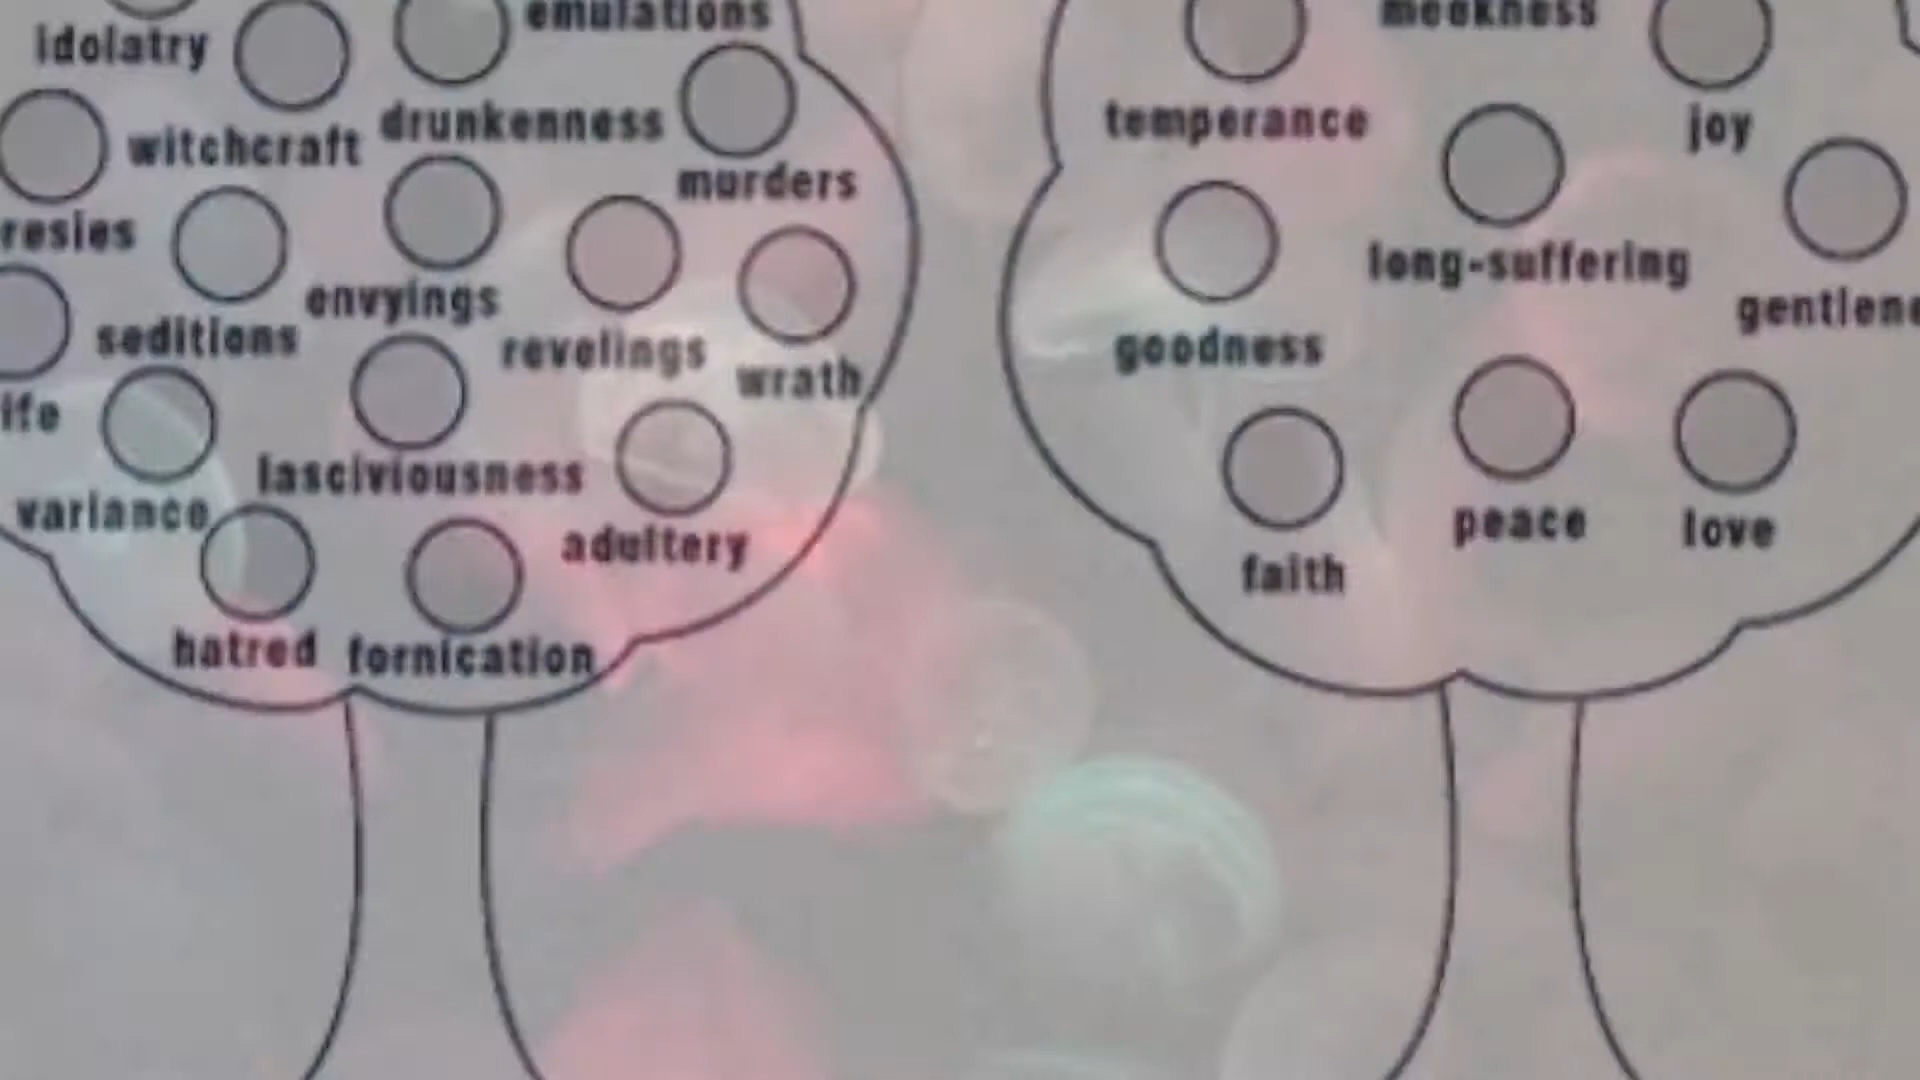 emulations
idolatry
drunkenness
witchcraft
murders
resies
envyings
seditions
revelings
wrath
ife
lasciviousness
variance
adultery
hatred
fornication
meekness
temperance
joy
long-suffering
gentlene
goodness
peace
love
faith